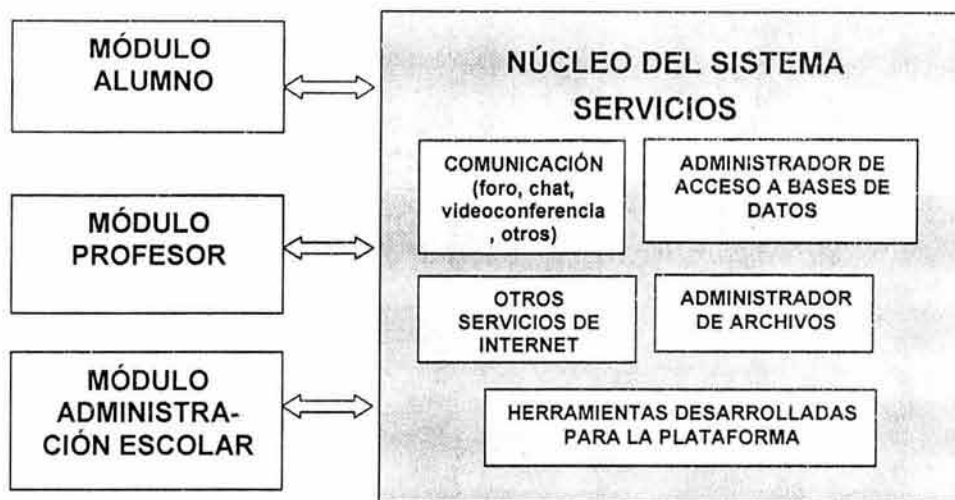 MÓDULO
ALUMNO
MÓDULO
PROFESOR
MÓDULO
ADMINISTRA-
CIÓN ESCOLAR
NÚCLEO DEL SISTEMA
SERVICIOS
COMUNICACIÓN
(foro, chat,
videoconferencia
, otros)
ADMINISTRADOR DE
ACCESO A BASES DE
DATOS
OTROS
SERVICIOS DE
INTERNET
ADMINISTRADOR
DE ARCHIVOS
HERRAMIENTAS DESARROLLADAS
PARA LA PLATAFORMA